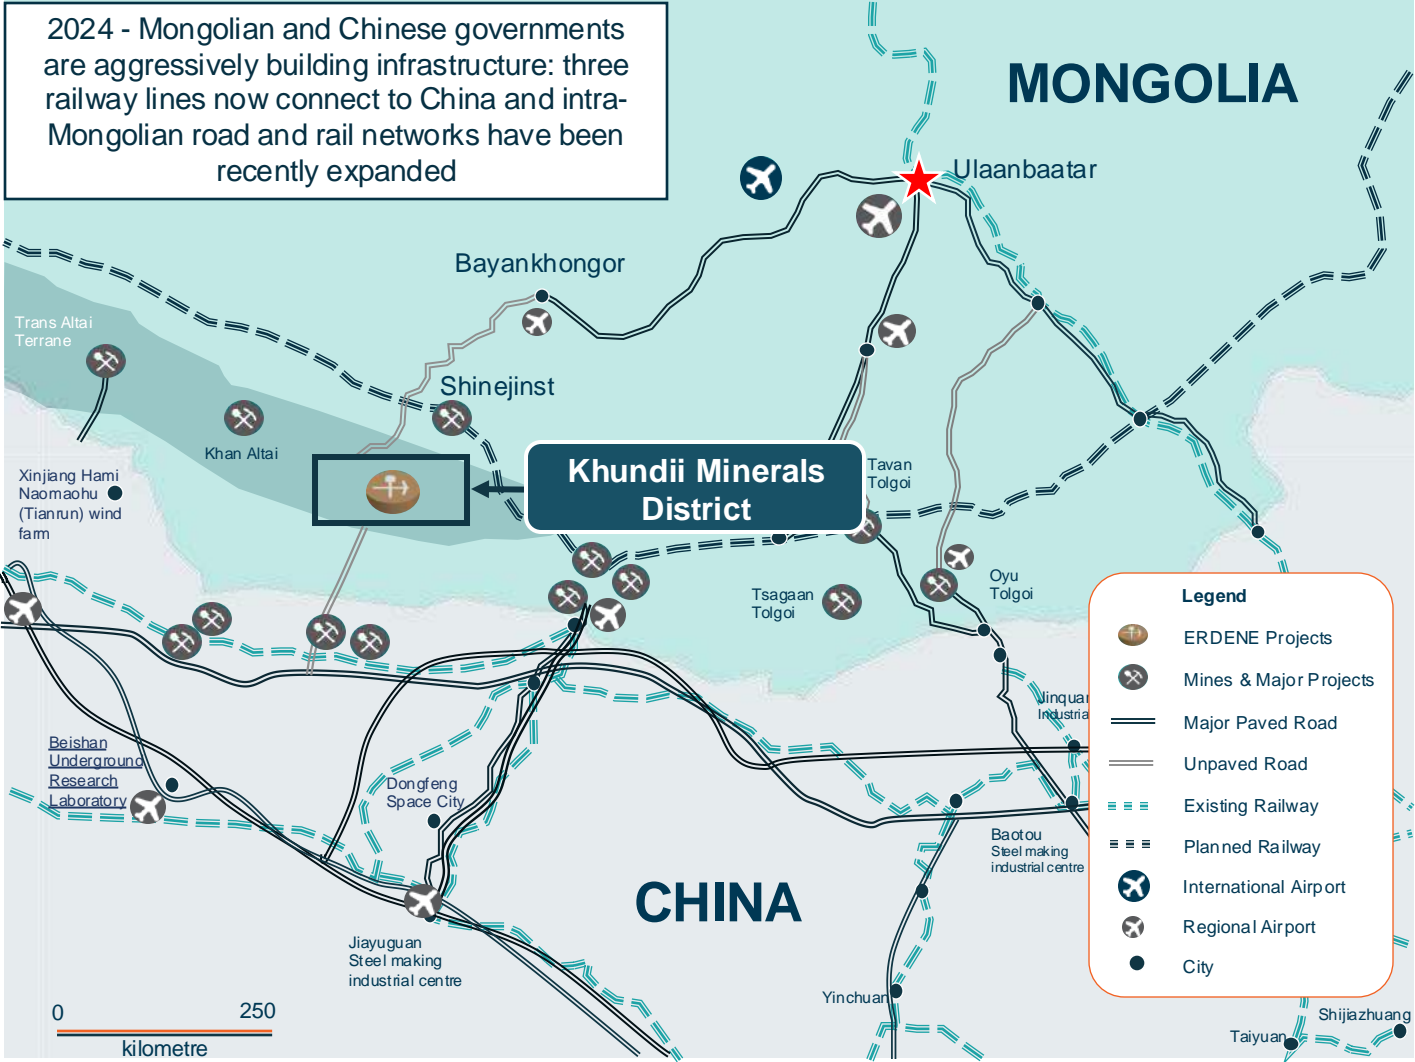 2024 - Mongolian and Chinese governments
are aggressively building infrastructure: three
railway lines now connect to China and intra-
Mongolian road and rail networks have been
recently expanded
MONGOLIA
Ulaanbaatar
Bayankhongor
Trans Altai
Terrane
Shinejinst
Khan Altai
Khundii Minerals
District
Tavan
Tolgoi
Xinjiang Hami
Naomaohu
(Tianrun) wind
farm
Tsagaan
Tolgoi
Oyu
Tolgoi
Legend
ERDENE Projects
Mines & Major Projects
Major Paved Road
Unpaved Road
Existing Railway
Planned Railway
International Airport
Regional Airport
City
Beishan
Underground
Research
Laboratory
Dongfeng
Space City
Baotou
Steel making
industrial centre
CHINA
Jiayuguan
Steel making
industrial centre
Yinchuan
Shijiazhuang
Taiyuan
0 250
kilometre